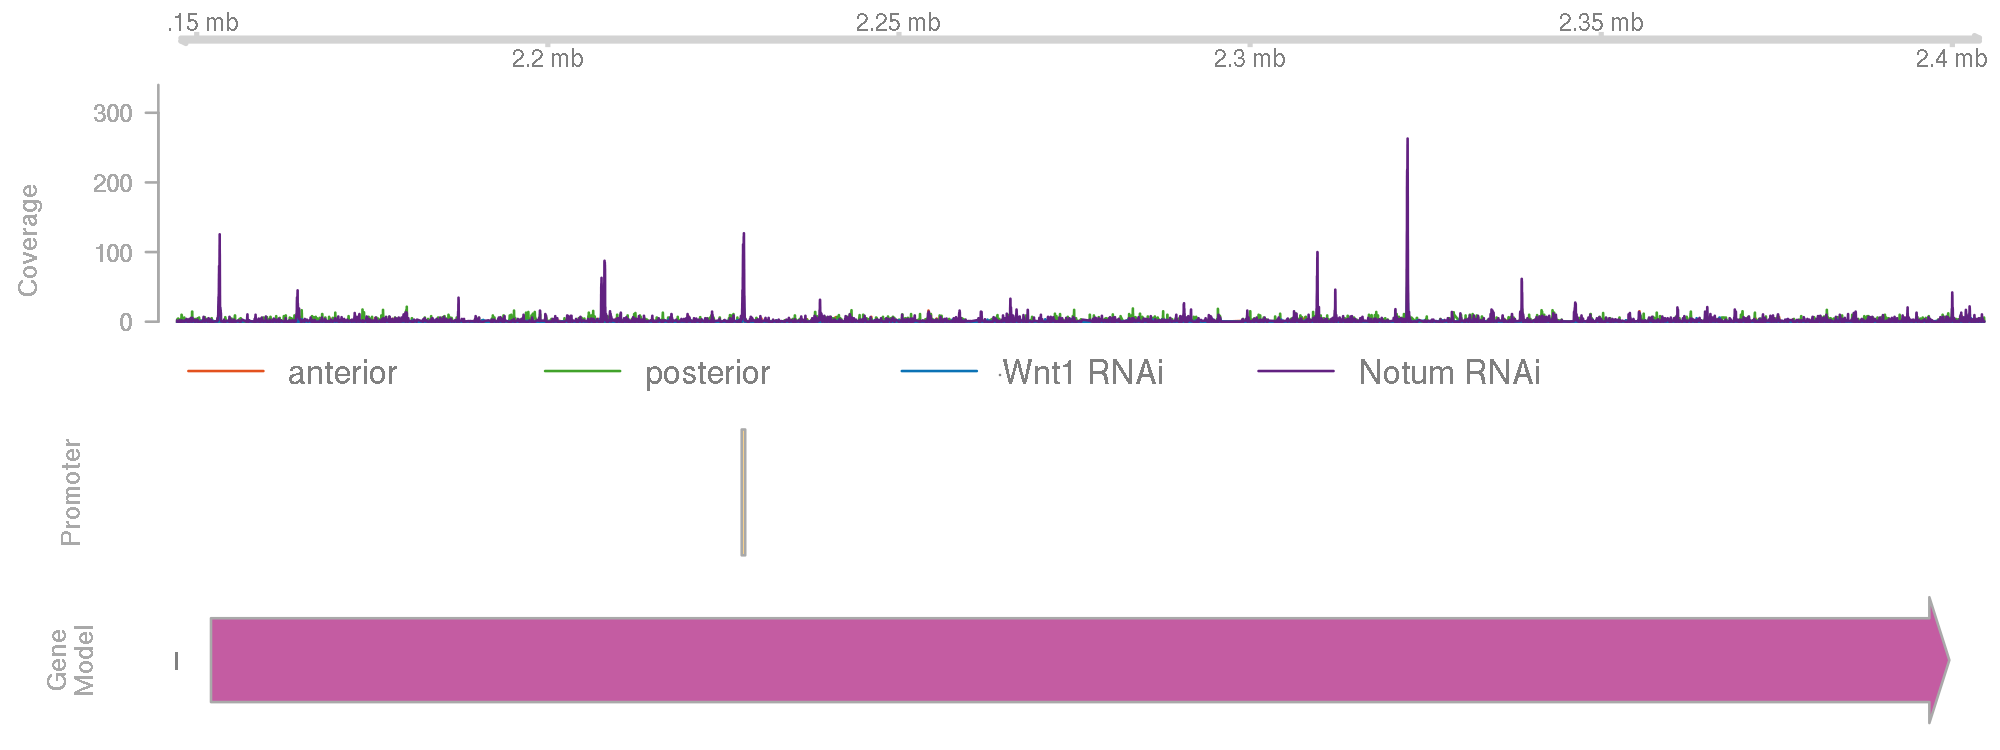 .15 mb 2.25 mb 2.35 mb
2.2 mb 2.3 mb 2.4 mb
300
200
100
0
Coverage
anterior posterior Wnt1 RNAi Notum RNAi
Promoter
Gene
Model